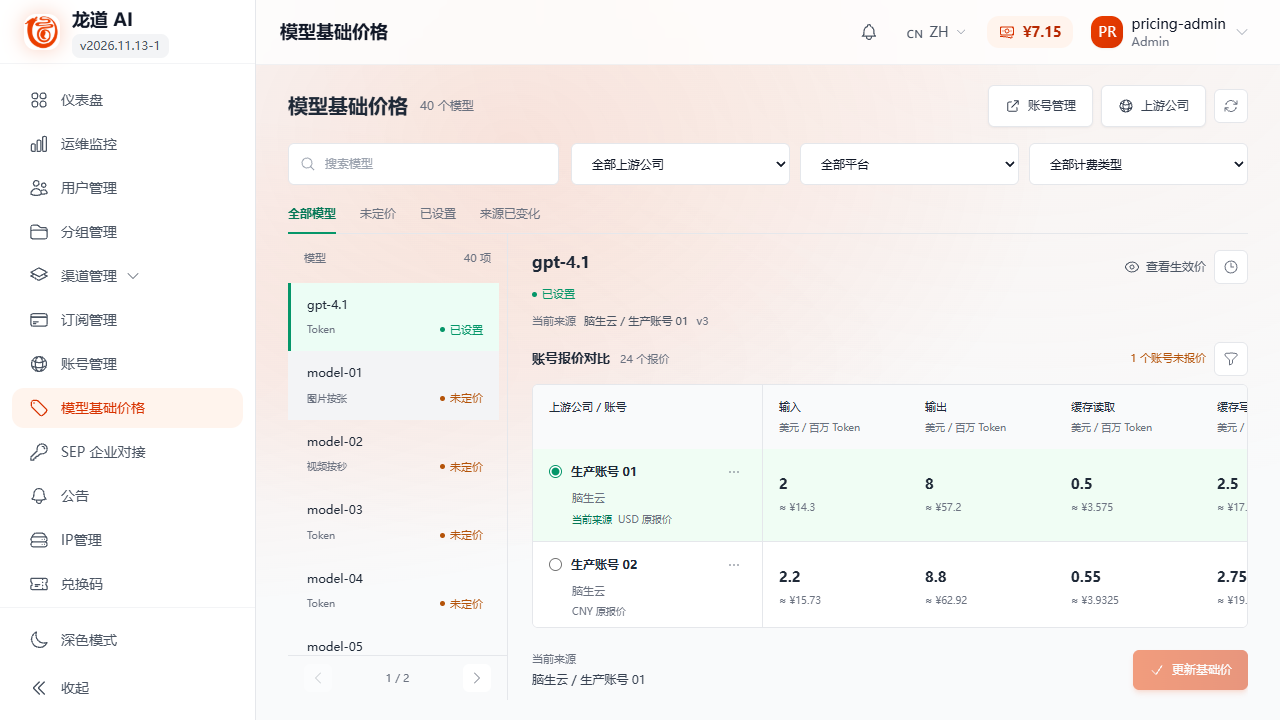 龙道 AI
v2026.11.13-1
仪表盘
运维监控
用户管理
分组管理
渠道管理
订阅管理
账号管理
模型基础价格
SEP 企业对接
公告
IP管理
兑换码
深色模式
收起
模型基础价格
CN ZH
¥7.15
PR
pricing-admin
Admin
模型基础价格 40 个模型
账号管理
上游公司
搜索模型
全部上游公司
全部平台
全部计费类型
全部模型 未定价 已设置 来源已变化
模型 40 项
gpt-4.1
Token 已设置
model-01
图片按张 未定价
model-02
视频按秒 未定价
model-03
Token 未定价
model-04
Token 未定价
model-05
1 / 2
gpt-4.1
查看生效价
已设置
当前来源 脑生云 / 生产账号 01 v3
账号报价对比 24 个报价
1 个账号未报价
上游公司 / 账号 输入 输出 缓存读取 缓存写
美元 / 百万 Token 美元 / 百万 Token 美元 / 百万 Token 美元 /
生产账号 01 ...
脑生云
当前来源 USD 原报价
2 8 0.5 2.5
≈ ¥14.3 ≈ ¥57.2 ≈ ¥3.575 ≈ ¥17.
生产账号 02 ...
脑生云
CNY 原报价
2.2 8.8 0.55 2.75
≈ ¥15.73 ≈ ¥62.92 ≈ ¥3.9325 ≈ ¥19.
当前来源
脑生云 / 生产账号 01
更新基础价